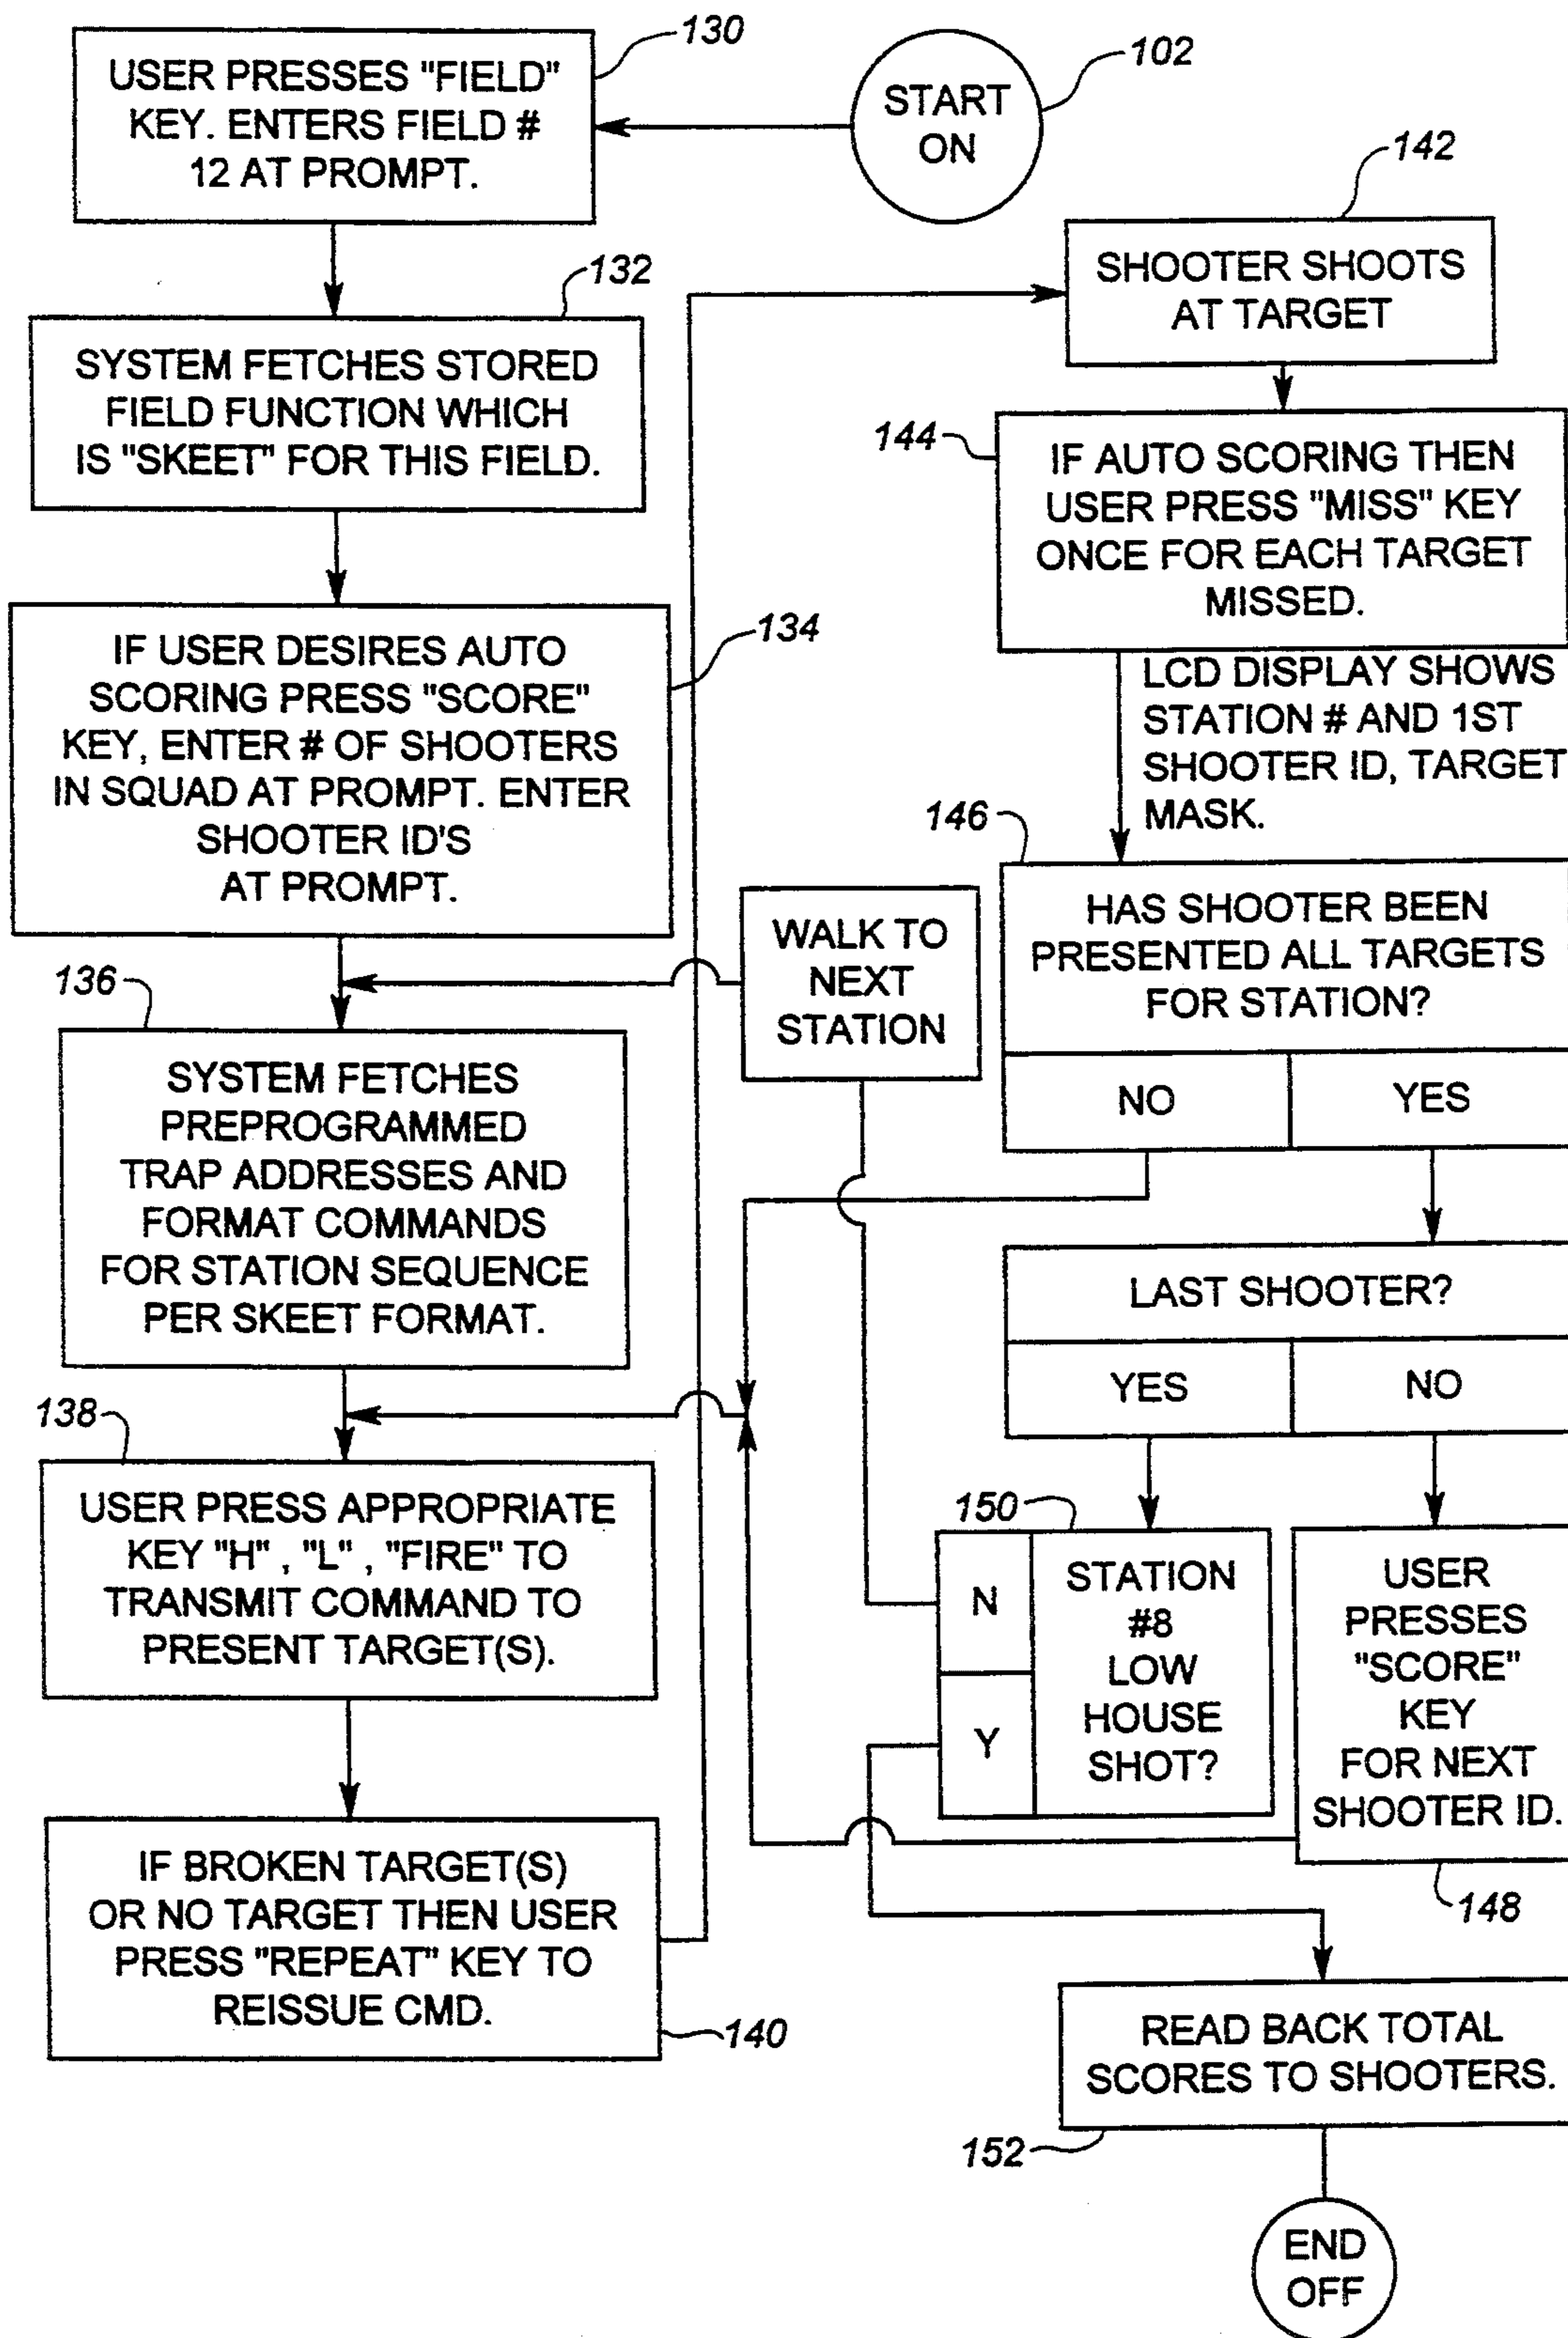 130
USER PRESSES "FIELD"
KEY. ENTERS FIELD #
12 AT PROMPT.
START
ON
102
132
SYSTEM FETCHES STORED
FIELD FUNCTION WHICH
IS "SKEET" FOR THIS FIELD.
134
IF USER DESIRES AUTO
SCORING PRESS "SCORE"
KEY, ENTER # OF SHOOTERS
IN SQUAD AT PROMPT. ENTER
SHOOTER ID'S
AT PROMPT.
WALK TO
NEXT
STATION
136
SYSTEM FETCHES
PREPROGRAMMED
TRAP ADDRESSES AND
FORMAT COMMANDS
FOR STATION SEQUENCE
PER SKEET FORMAT.
138
USER PRESS APPROPRIATE
KEY "H" , "L" , "FIRE" TO
TRANSMIT COMMAND TO
PRESENT TARGET(S).
IF BROKEN TARGET(S)
OR NO TARGET THEN USER
PRESS "REPEAT" KEY TO
REISSUE CMD.
140
142
SHOOTER SHOOTS
AT TARGET
144
IF AUTO SCORING THEN
USER PRESS "MISS" KEY
ONCE FOR EACH TARGET
MISSED.
LCD DISPLAY SHOWS
STATION # AND 1ST
SHOOTER ID, TARGET
MASK.
146
HAS SHOOTER BEEN
PRESENTED ALL TARGETS
FOR STATION?
NO
YES
LAST SHOOTER?
YES
NO
150
N
Y
STATION
#8
LOW
HOUSE
SHOT?
USER
PRESSES
"SCORE"
KEY
FOR NEXT
SHOOTER ID.
148
READ BACK TOTAL
SCORES TO SHOOTERS.
152
END
OFF